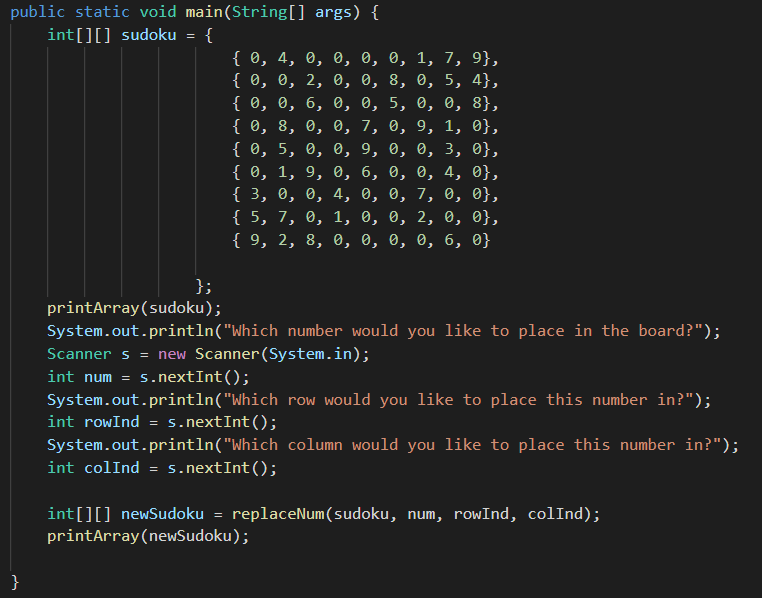 public static void main(String[] args) {
    int[][] sudoku = {
                        { 0, 4, 0, 0, 0, 0, 1, 7, 9},
                        { 0, 0, 2, 0, 0, 8, 0, 5, 4},
                        { 0, 0, 6, 0, 0, 5, 0, 0, 8},
                        { 0, 8, 0, 0, 7, 0, 9, 1, 0},
                        { 0, 5, 0, 0, 9, 0, 0, 3, 0},
                        { 0, 1, 9, 0, 6, 0, 0, 4, 0},
                        { 3, 0, 0, 4, 0, 0, 7, 0, 0},
                        { 5, 7, 0, 1, 0, 0, 2, 0, 0},
                        { 9, 2, 8, 0, 0, 0, 0, 6, 0}
                    };
    printArray(sudoku);
    System.out.println("Which number would you like to place in the board?");
    Scanner s = new Scanner(System.in);
    int num = s.nextInt();
    System.out.println("Which row would you like to place this number in?");
    int rowInd = s.nextInt();
    System.out.println("Which column would you like to place this number in?");
    int colInd = s.nextInt();
    int[][] newSudoku = replaceNum(sudoku, num, rowInd, colInd);
    printArray(newSudoku);
}